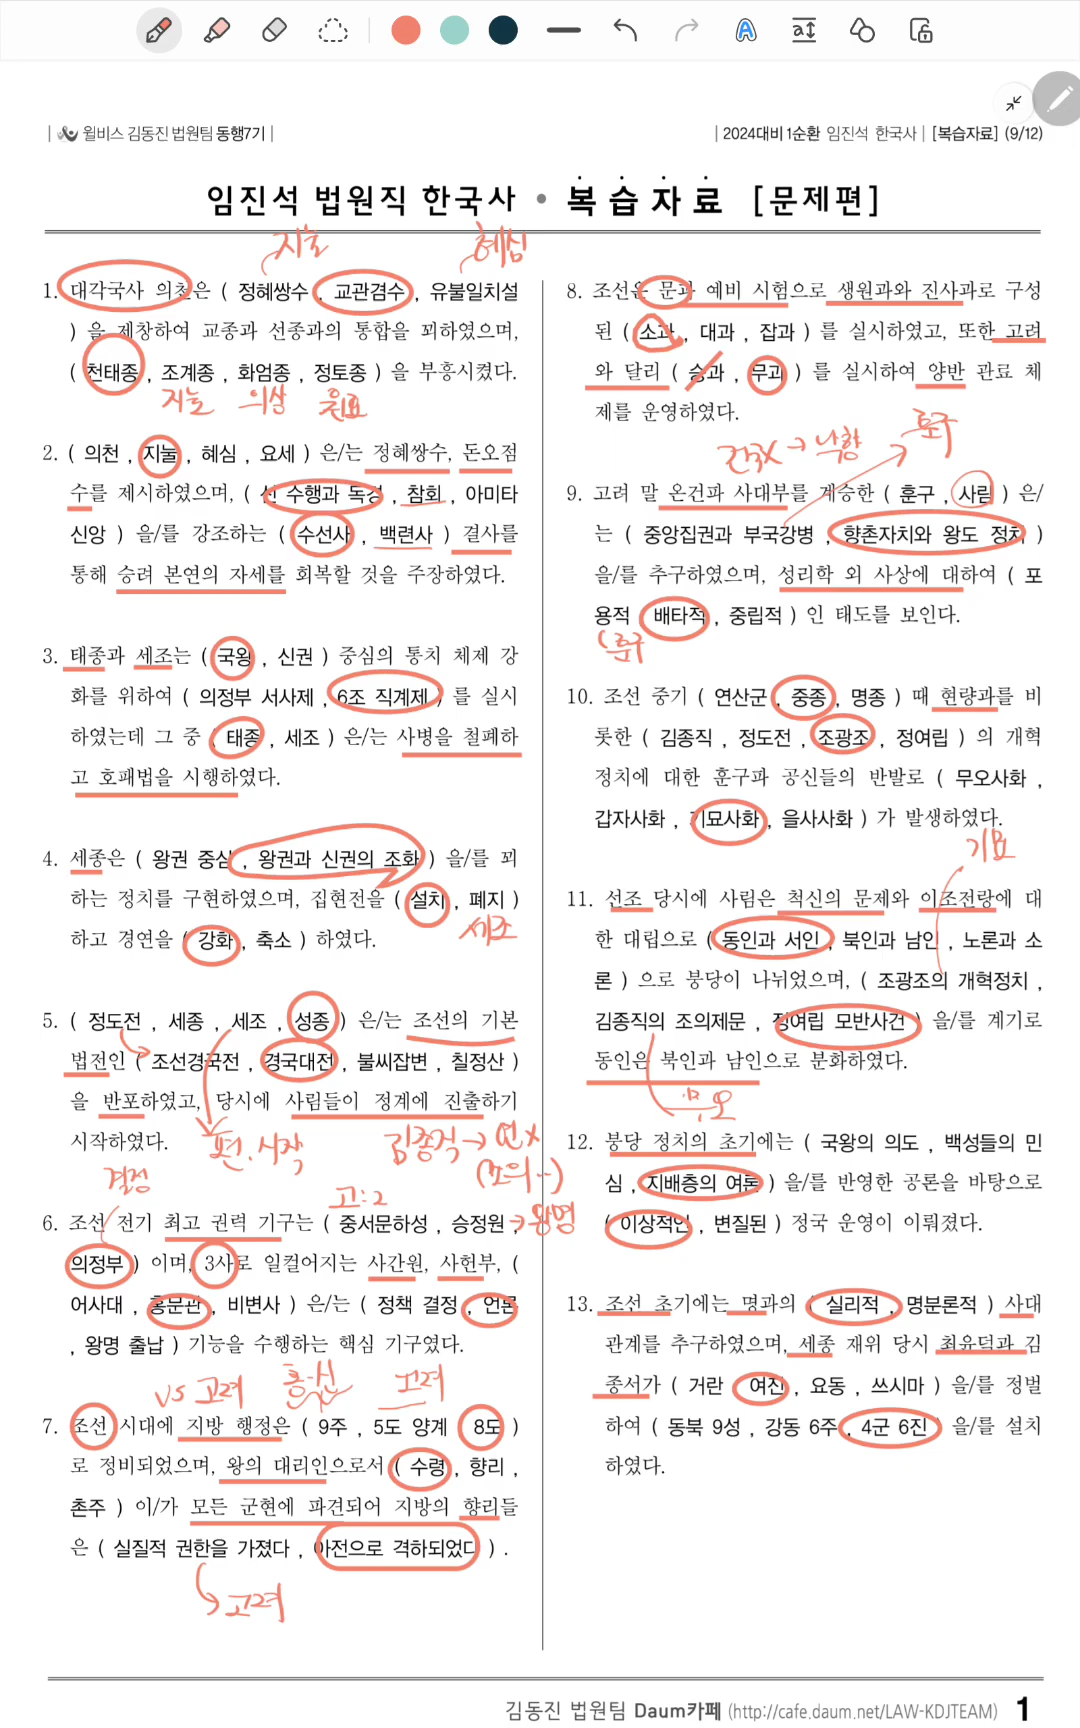 | 윌비스 김동진 법원팀 동행7기 |
| 2024대비 1순환 임진석 한국사 | [복습자료] (9/12)
임진석 법원직 한국사 • 복습자료 [문제편]
지눌 혜심
1. 대각국사 의천은 ( 정혜쌍수 , 교관겸수 , 유불일치설
) 을 제창하여 교종과 선종과의 통합을 꾀하였으며,
( 천태종 , 조계종 , 화엄종 , 정토종 ) 을 부흥시켰다.
지눌 의상 원효
2. ( 의천 , 지눌 , 혜심 , 요세 ) 은/는 정혜쌍수, 돈오점
수를 제시하였으며, ( 선 수행과 독경 , 참회 , 아미타
신앙 ) 을/를 강조하는 ( 수선사 , 백련사 ) 결사를
통해 승려 본연의 자세를 회복할 것을 주장하였다.
3. 태종과 세조는 ( 국왕 , 신권 ) 중심의 통치 체제 강
화를 위하여 ( 의정부 서사제 , 6조 직계제 ) 를 실시
하였는데 그 중 ( 태종 , 세조 ) 은/는 사병을 철폐하
고 호패법을 시행하였다.
4. 세종은 ( 왕권 중심 , 왕권과 신권의 조화 ) 을/를 꾀
하는 정치를 구현하였으며, 집현전을 ( 설치 , 폐지 )
하고 경연을 ( 강화 , 축소 ) 하였다.
세조
5. ( 정도전 , 세종 , 세조 , 성종 ) 은/는 조선의 기본
법전인 ( 조선경국전 , 경국대전 , 불씨잡변 , 칠정산 )
을 반포하였고, 당시에 사림들이 정계에 진출하기
시작하였다.
편.시작 김종직→연x
(조의..)
결정
고:2
6. 조선 전기 최고 권력 기구는 ( 중서문하성 , 승정원 ,
→왕명
의정부 ) 이며, 3사로 일컬어지는 사간원, 사헌부, (
어사대 , 홍문관 , 비변사 ) 은/는 ( 정책 결정 , 언론
, 왕명 출납 ) 기능을 수행하는 핵심 기구였다.
vs 고려 고려
7. 조선 시대에 지방 행정은 ( 9주 , 5도 양계 , 8도 )
로 정비되었으며, 왕의 대리인으로서 ( 수령 , 향리 ,
촌주 ) 이/가 모든 군현에 파견되어 지방의 향리들
은 ( 실질적 권한을 가졌다 , 아전으로 격하되었다 ) .
고려
8. 조선은 문과 예비 시험으로 생원과와 진사과로 구성
된 ( 소과 , 대과 , 잡과 ) 를 실시하였고, 또한 고려
와 달리 ( 승과 , 무과 ) 를 실시하여 양반 관료 체
제를 운영하였다.
건국x→낙향 훈구
9. 고려 말 온건파 사대부를 계승한 ( 훈구 , 사림 ) 은/
는 ( 중앙집권과 부국강병 , 향촌자치와 왕도 정치 )
을/를 추구하였으며, 성리학 외 사상에 대하여 ( 포
용적 , 배타적 , 중립적 ) 인 태도를 보인다.
훈구
10. 조선 중기 ( 연산군 , 중종 , 명종 ) 때 현량과를 비
롯한 ( 김종직 , 정도전 , 조광조 , 정여립 ) 의 개혁
정치에 대한 훈구파 공신들의 반발로 ( 무오사화 ,
갑자사화 , 기묘사화 , 을사사화 ) 가 발생하였다.
기묘
11. 선조 당시에 사림은 척신의 문제와 이조전랑에 대
한 대립으로 ( 동인과 서인 , 북인과 남인 , 노론과 소
론 ) 으로 붕당이 나뉘었으며, ( 조광조의 개혁정치 ,
김종직의 조의제문 , 정여립 모반사건 ) 을/를 계기로
동인은 북인과 남인으로 분화하였다.
무오
12. 붕당 정치의 초기에는 ( 국왕의 의도 , 백성들의 민
심 , 지배층의 여론 ) 을/를 반영한 공론을 바탕으로
( 이상적인 , 변질된 ) 정국 운영이 이뤄졌다.
13. 조선 초기에는 명과의 ( 실리적 , 명분론적 ) 사대
관계를 추구하였으며, 세종 재위 당시 최윤덕과 김
종서가 ( 거란 , 여진 , 요동 , 쓰시마 ) 을/를 정벌
하여 ( 동북 9성 , 강동 6주 , 4군 6진 ) 을/를 설치
하였다.
김동진 법원팀 Daum카페 (http://cafe.daum.net/LAW-KDJTEAM) 1